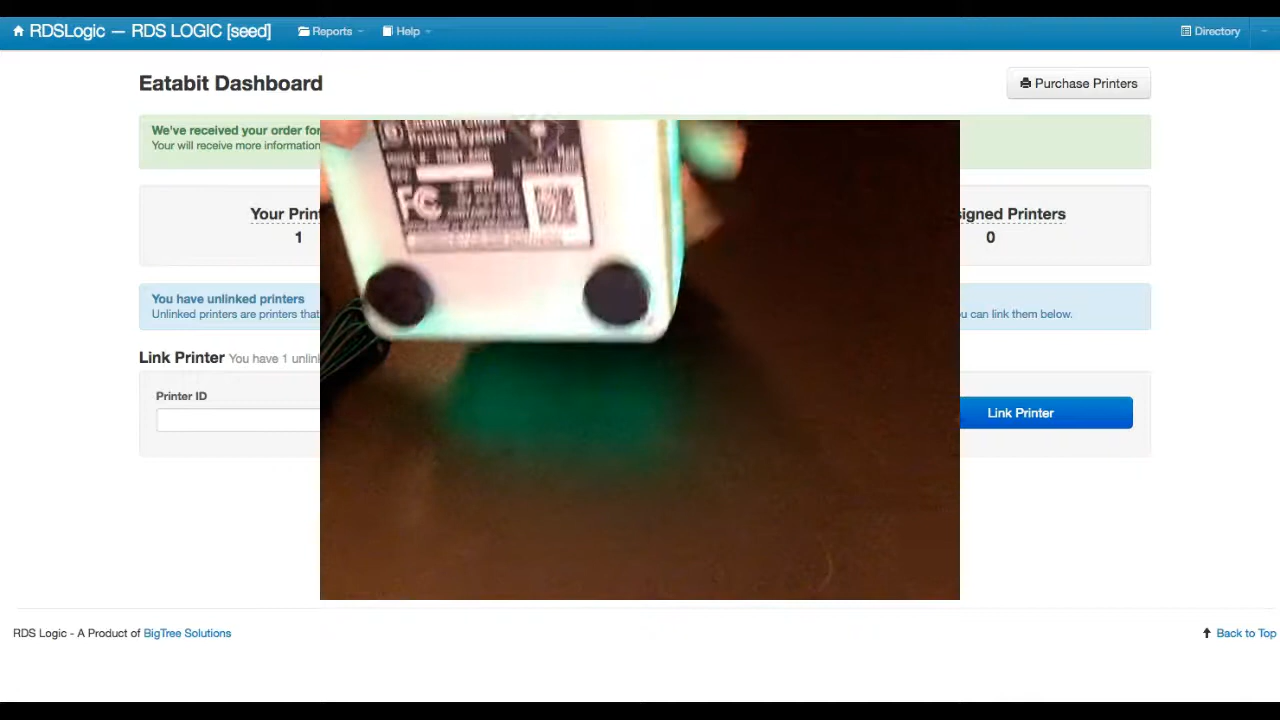 RDSLogic — RDS LOGIC [seed]
Reports
Help
Directory
Eatabit Dashboard
Purchase Printers
We've received your order for
Your will receive more information
Your Print
1
signed Printers
0
You have unlinked printers
Unlinked printers are printers that
you can link them below.
Link Printer You have 1 unlin
Printer ID
Link Printer
FC
RDS Logic - A Product of BigTree Solutions
Back to Top